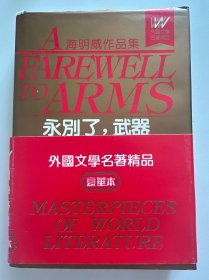 A
海明威作品集
FAREWELL
TO ARMS
永別了，武器
外國文學名著精品
豪華本
MASTERPIECES
OF WORLD
LITERATURE